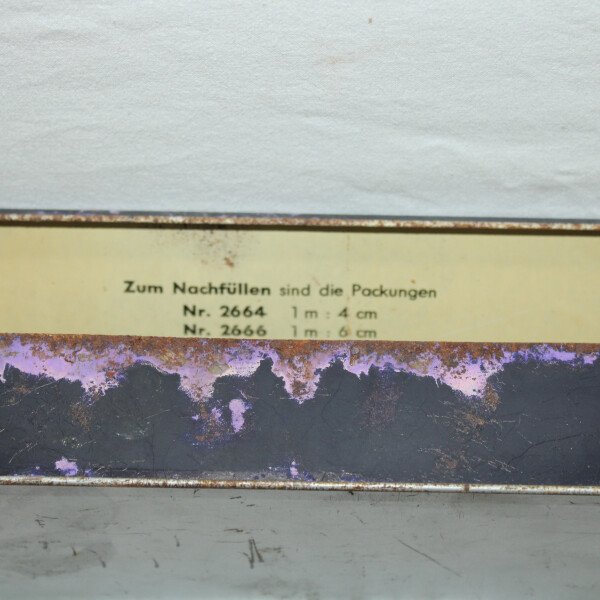 Zum Nachfüllen sind die Packungen
Nr. 2664 1 m : 4 cm
Nr. 2666 1 m : 6 cm